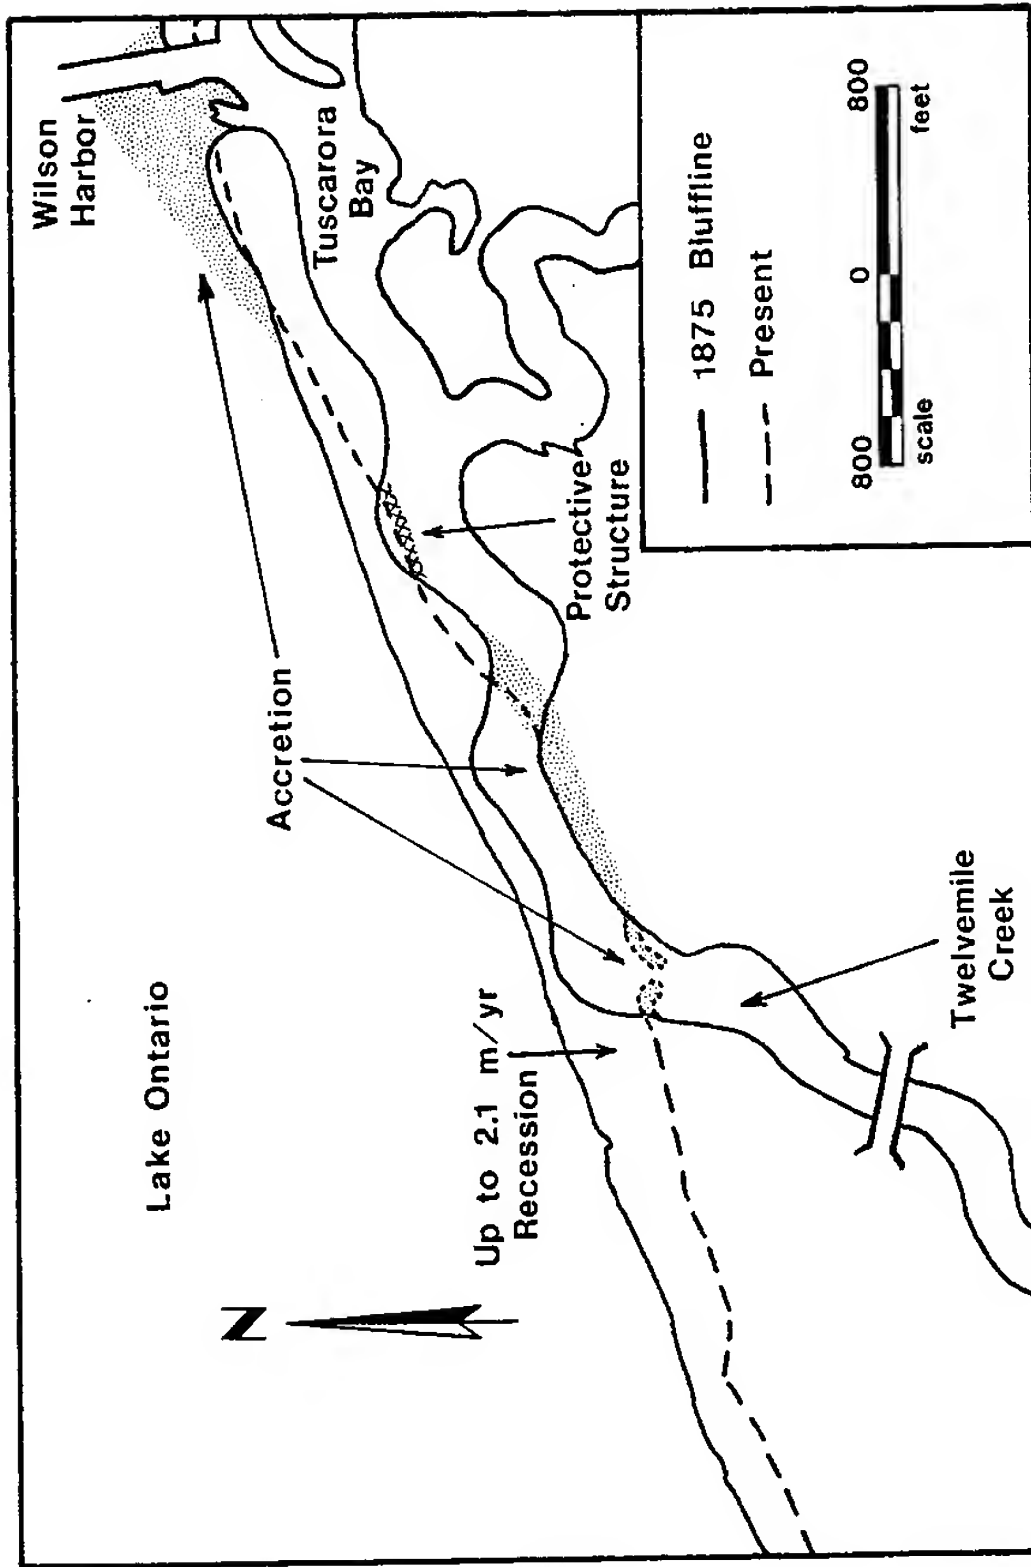 Lake Ontario
Wilson
Harbor
Accretion
N
Up to 2.1 m/yr
Recession
Tuscarora
Bay
Protective
Structure
Twelvemile
Creek
1875 Bluffline
Present
800 0 800
scale feet